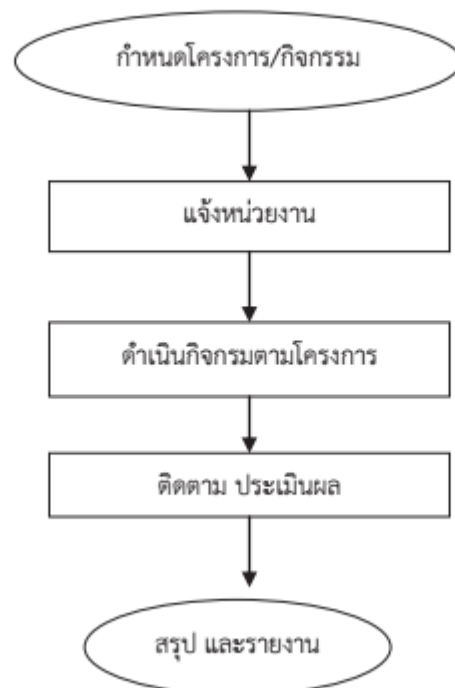 กำหนดโครงการ/กิจกรรม
แจ้งหน่วยงาน
ดำเนินกิจกรมตามโครงการ
ติดตาม ประเมินผล
สรุป และรายงาน